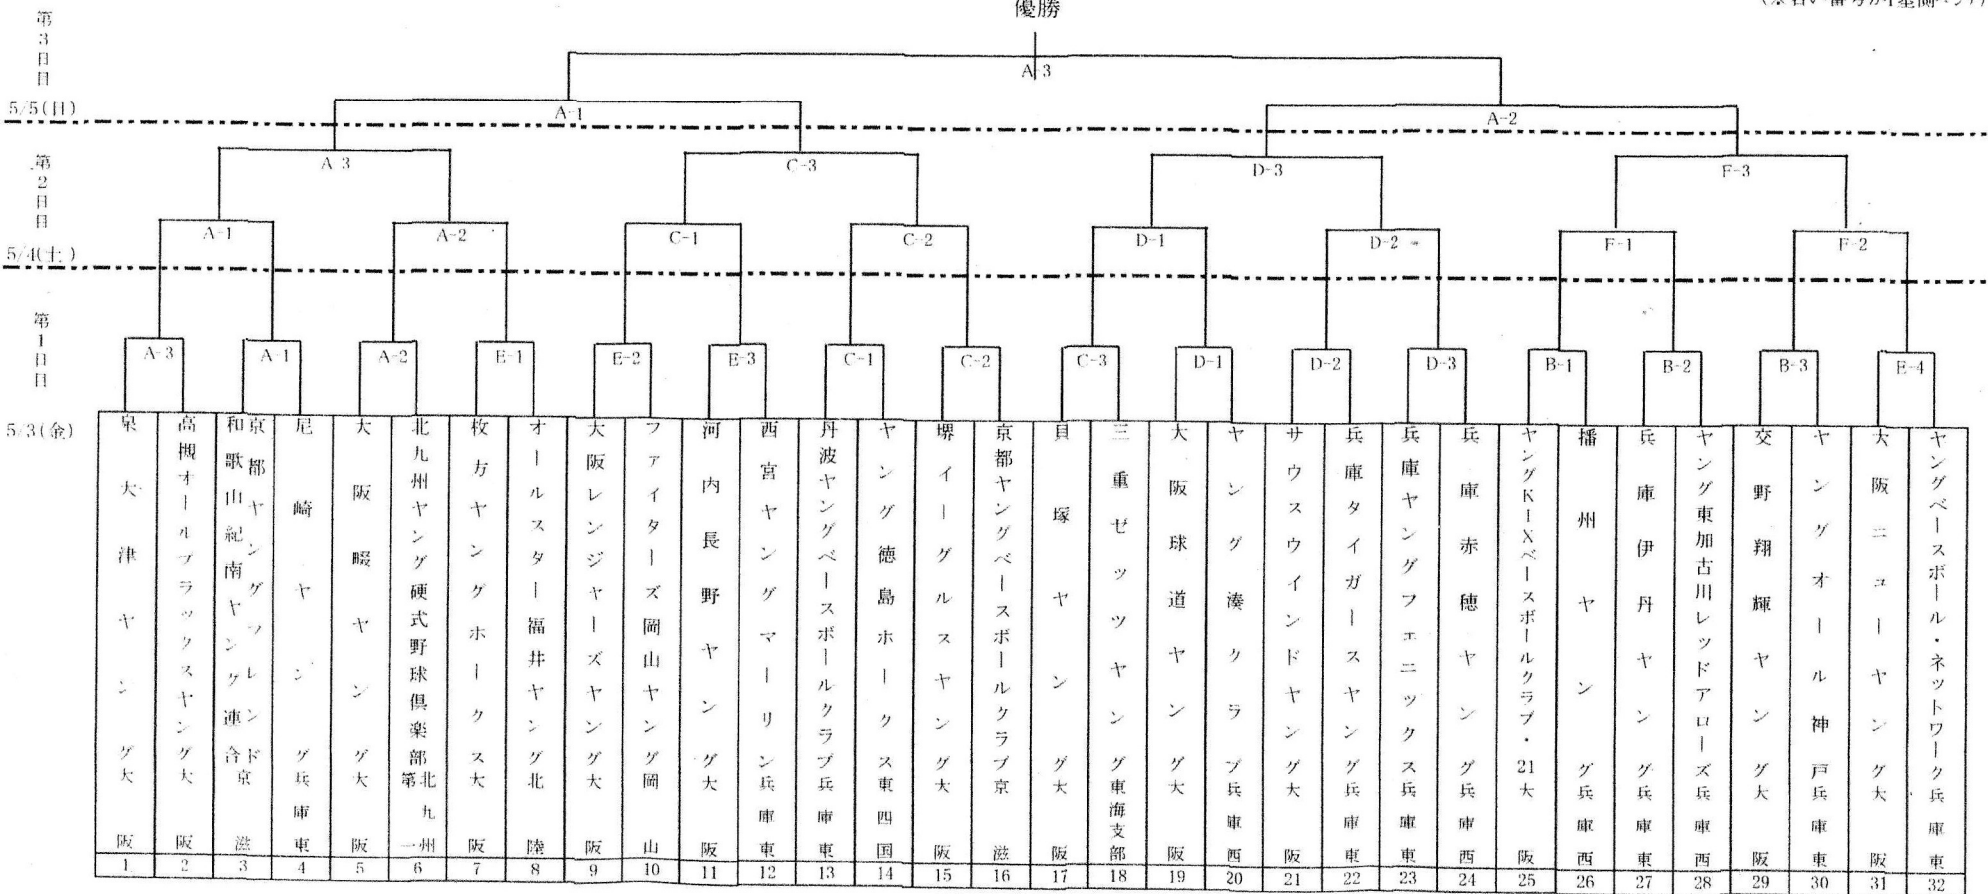 優勝
第3日目
A-3
5/5(日)
A-1
A-2
第2日目
A-3
C-3
D-3
F-3
A-1
A-2
C-1
C-2
D-1
D-2
F-1
F-2
5/4(土)
第1日目
A-3
A-1
A-2
E-1
E-2
E-3
C-1
C-2
C-3
D-1
D-2
D-3
B-1
B-2
B-3
E-4
5/3(金)
泉大津ヤング 大阪 1
高槻オールブラックスヤング 大阪 2
京都ヤングフレンド
和歌山紀南ヤング連合 京滋 3
尼崎ヤング 兵庫東 4
大阪畷ヤング 大阪 5
北九州ヤング硬式野球倶楽部 北九州第一 6
枚方ヤングホークス 大阪 7
オールスター福井ヤング 北陸 8
大阪レンジャーズヤング 大阪 9
ファイターズ岡山ヤング 岡山 10
河内長野ヤング 大阪 11
西宮ヤングマーリン 兵庫東 12
丹波ヤングベースボールクラブ 兵庫東 13
ヤング徳島ホークス 東四国 14
堺イーグルスヤング 大阪 15
京都ヤングベースボールクラブ 京滋 16
貝塚ヤング 大阪 17
三重ゼッツヤング 東海支部 18
大阪球道ヤング 大阪 19
ヤング湊クラブ 兵庫西 20
サウスウインドヤング 大阪 21
兵庫タイガースヤング 兵庫東 22
兵庫ヤングフェニックス 兵庫東 23
兵庫赤穂ヤング 兵庫西 24
ヤングKIXベースボールクラブ・21 大阪 25
播州ヤング 兵庫西 26
兵庫伊丹ヤング 兵庫東 27
ヤング東加古川レッドアローズ 兵庫西 28
交野翔輝ヤング 大阪 29
ヤングオール神戸 兵庫東 30
大阪ニューヤング 大阪 31
ヤングベースボール・ネットワーク 兵庫東 32